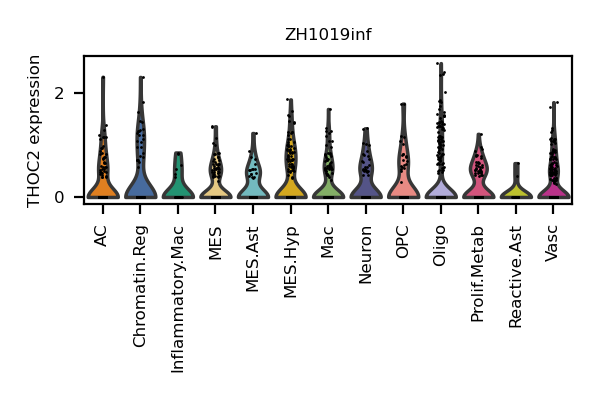 ZH1019inf
THOC2 expression
2
0
AC
Chromatin.Reg
Inflammatory.Mac
MES
MES.Ast
MES.Hyp
Mac
Neuron
OPC
Oligo
Prolif.Metab
Reactive.Ast
Vasc